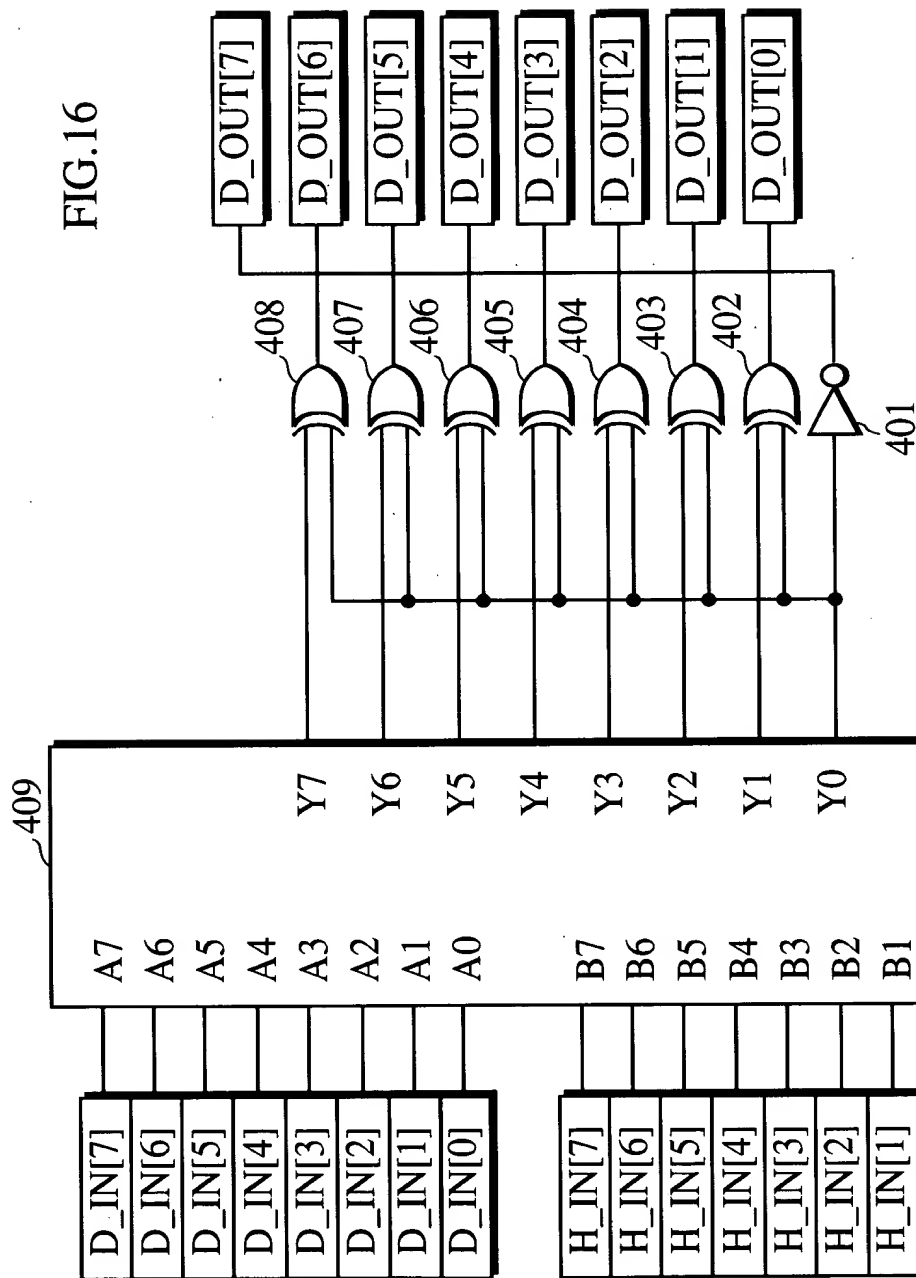 FIG.16
409
D_IN[7]
D_IN[6]
D_IN[5]
D_IN[4]
D_IN[3]
D_IN[2]
D_IN[1]
D_IN[0]
H_IN[7]
H_IN[6]
H_IN[5]
H_IN[4]
H_IN[3]
H_IN[2]
H_IN[1]
A7
A6
A5
A4
A3
A2
A1
A0
B7
B6
B5
B4
B3
B2
B1
Y7
Y6
Y5
Y4
Y3
Y2
Y1
Y0
408
407
406
405
404
403
402
401
D_OUT[7]
D_OUT[6]
D_OUT[5]
D_OUT[4]
D_OUT[3]
D_OUT[2]
D_OUT[1]
D_OUT[0]